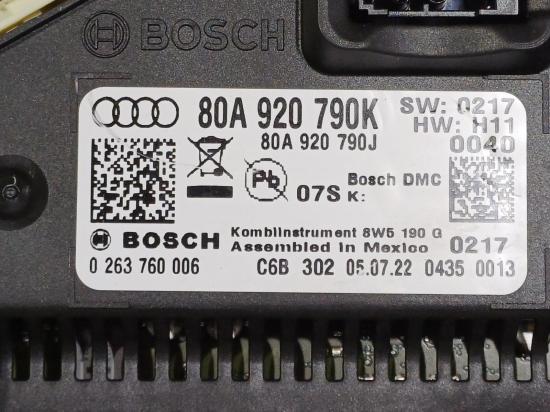 BOSCH
80A 920 790K
SW: 0217
HW: H11
80A 920 790J
0040
Pb
07S
Bosch DMC
K:
BOSCH
Kombiinstrument 8W5 190 G
Assembled in Mexico
0217
0 263 760 006
C6B 302 05.07.22 0435 0013